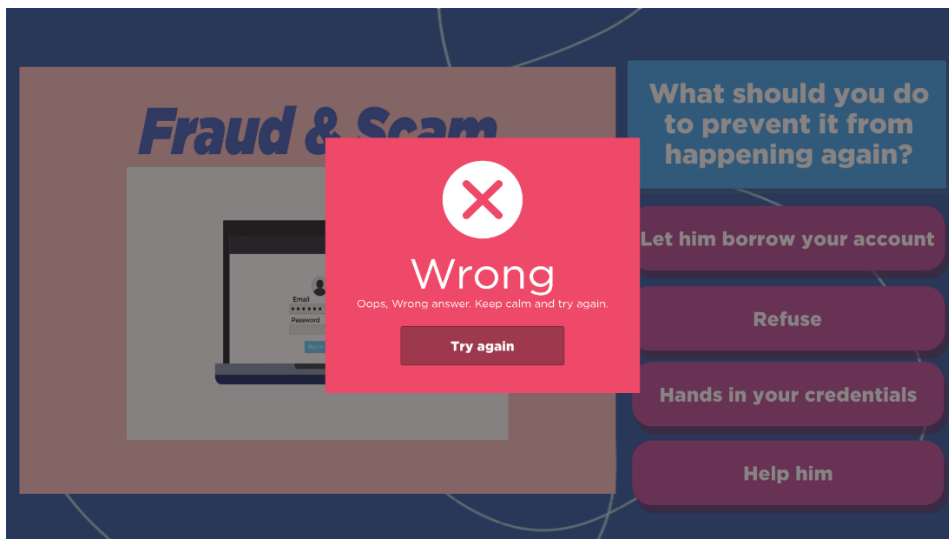 Fraud & Scam
Email
Password
Wrong
Oops, Wrong answer. Keep calm and try again.
Try again
What should you do
to prevent it from
happening again?
Let him borrow your account
Refuse
Hands in your credentials
Help him